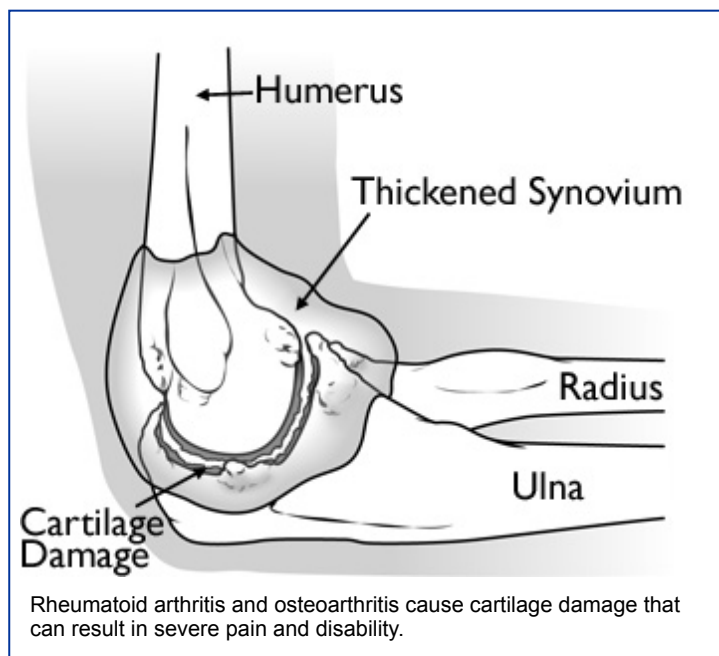 Humerus
Thickened Synovium
Radius
Ulna
Cartilage
Damage
Rheumatoid arthritis and osteoarthritis cause cartilage damage that
can result in severe pain and disability.